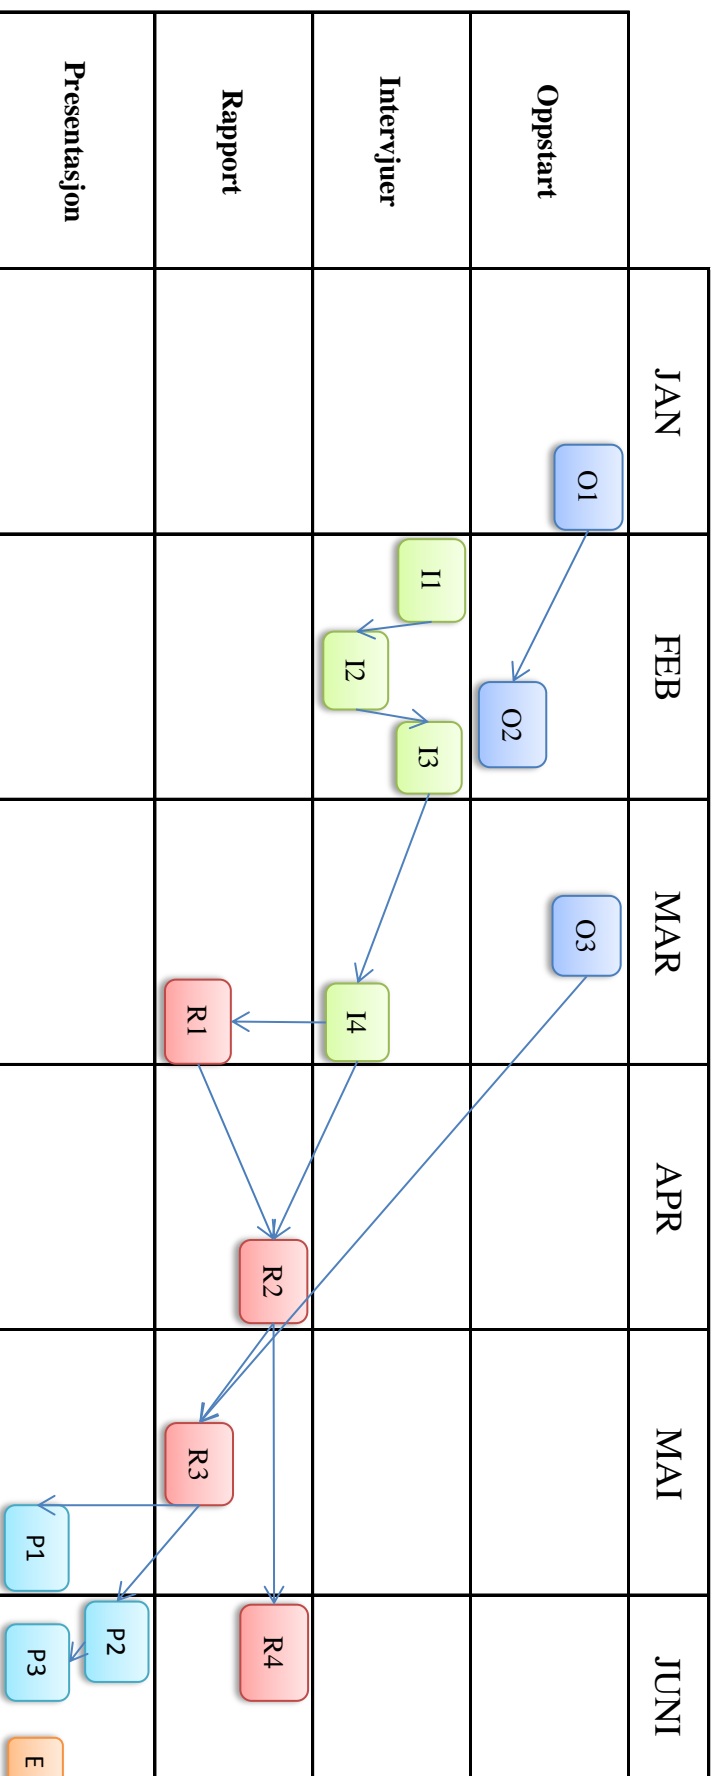 JAN FEB MAR APR MAI JUNI
Oppstart O1 O2 O3
Intervjuer I1 I2 I3 I4
Rapport R1 R2 R3 R4
Presentasjon P1 P2 P3 E